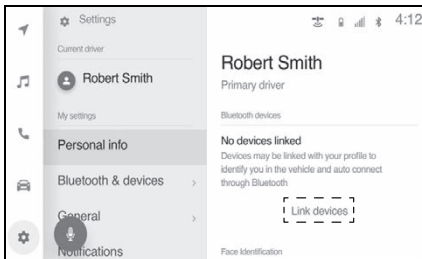 Settings
4:12
Current driver
Robert Smith
My settings
Personal info
Bluetooth & devices
General
Notifications
Robert Smith
Primary driver
Bluetooth devices
No devices linked
Devices may be linked with your profile to
identify you in the vehicle and auto connect
through Bluetooth
Link devices
Face Identification